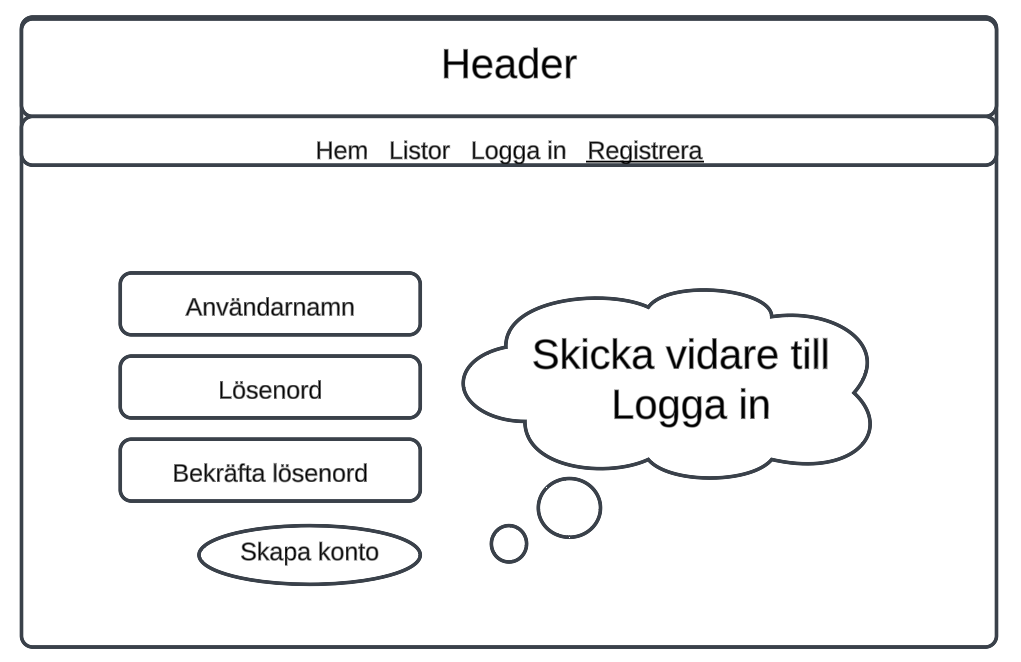 Header
Hem Listor Logga in Registrera
Användarnamn
Lösenord
Bekräfta lösenord
Skapa konto
Skicka vidare till
Logga in